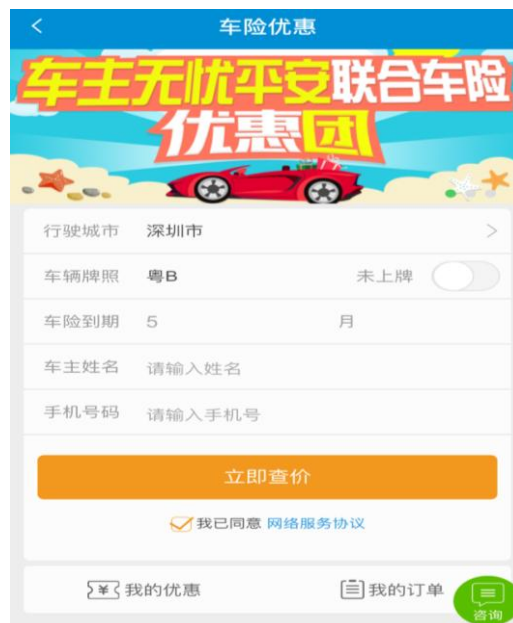 车险优惠
车主无忧平安联合车险
优惠团
行驶城市 深圳市
车辆牌照 粤B 未上牌
车险到期 5 月
车主姓名 请输入姓名
手机号码 请输入手机号
立即查价
我已同意 网络服务协议
¥ 我的优惠 我的订单
咨询